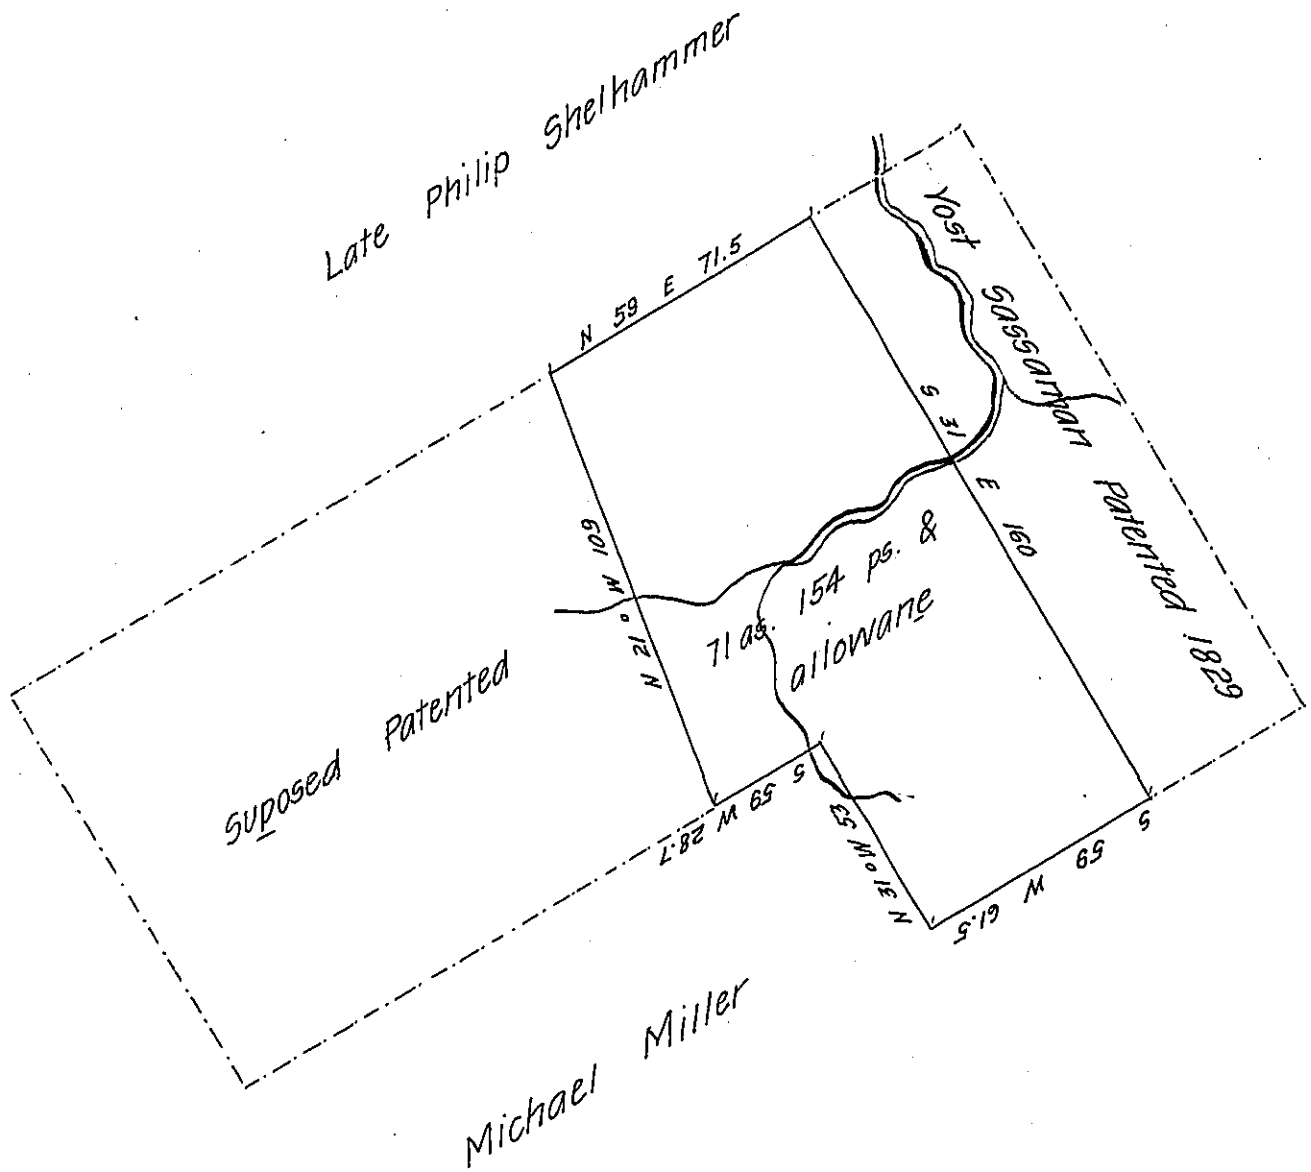 Late Philip Shelhammer
N 59 E 71.5
Yost Sassaman Patented 1829
S 31 E 160
N 21° W 109
71 as. 154 ps. &
allowane
Suposed Patented
S 59 W 28.7
N 31° W 53
S 59 W 61.5
Michael Miller